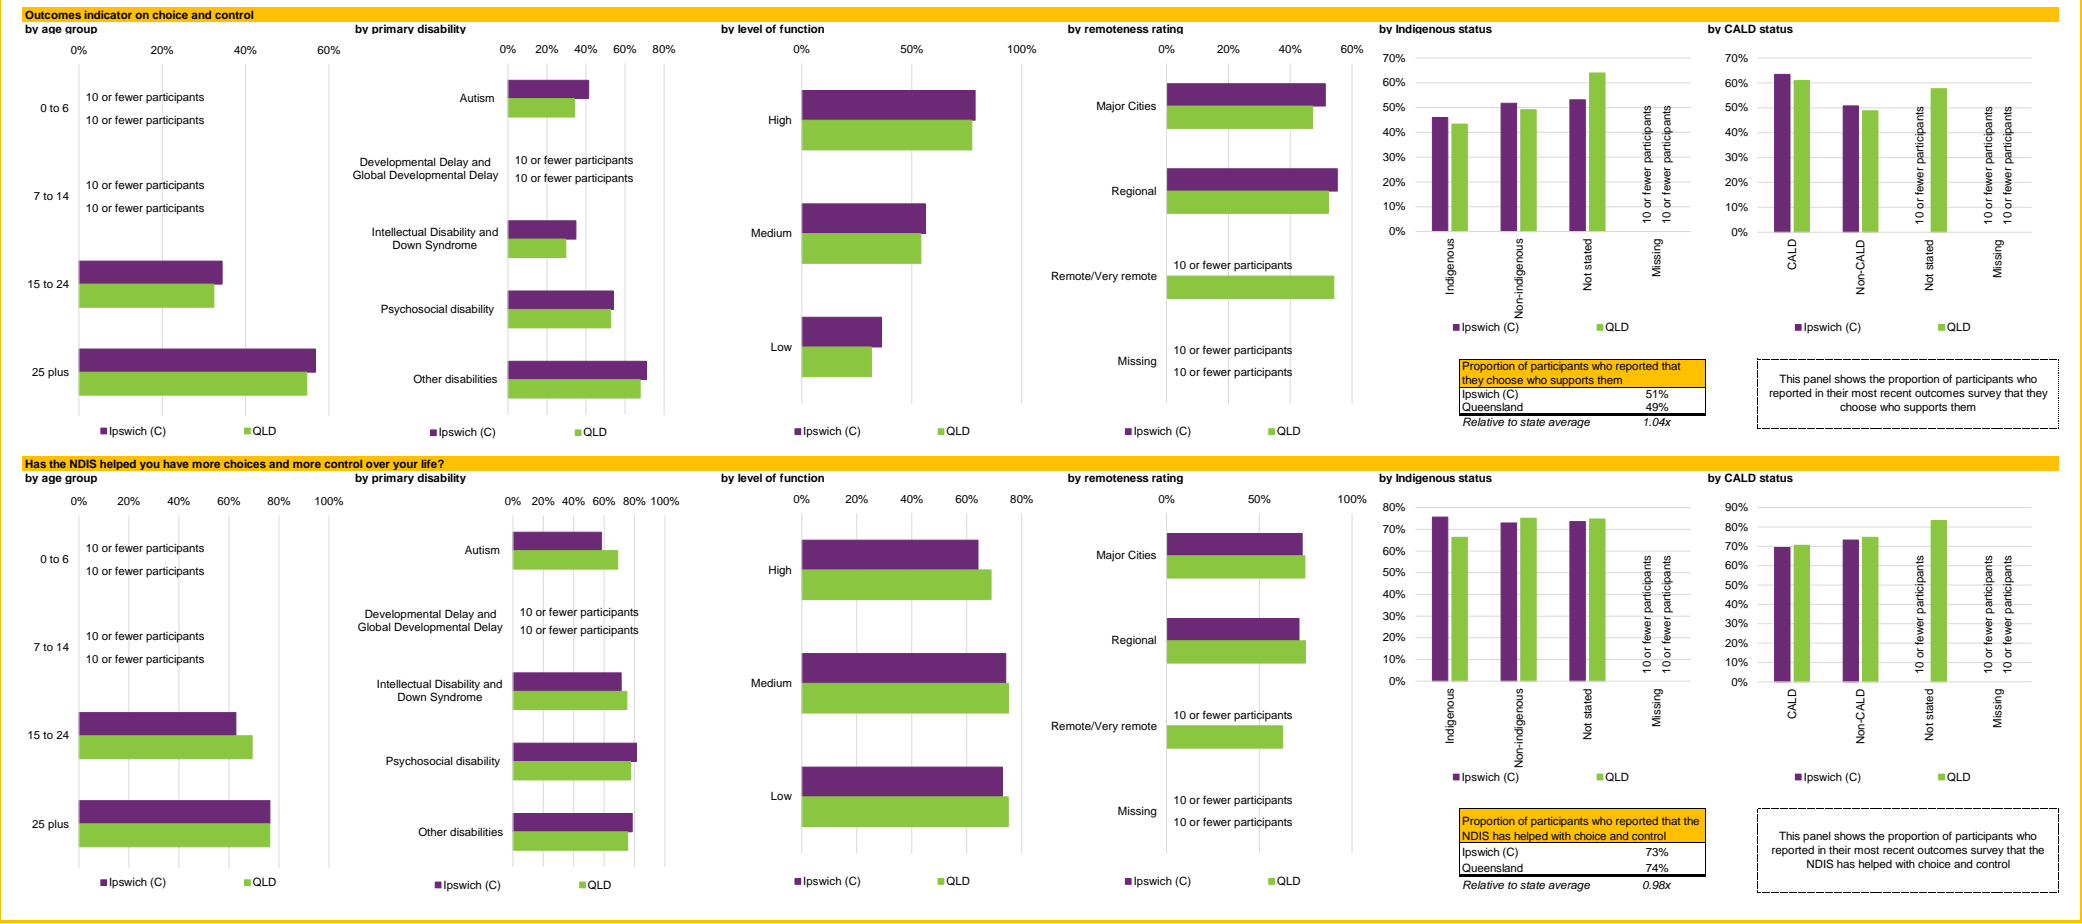 Outcomes indicator on choice and control
by age group
0% 20% 40% 60%
0 to 6
10 or fewer participants
10 or fewer participants
7 to 14
10 or fewer participants
10 or fewer participants
15 to 24
25 plus
Ipswich (C) QLD
by primary disability
0% 20% 40% 60% 80%
Autism
Developmental Delay and
Global Developmental Delay
10 or fewer participants
10 or fewer participants
Intellectual Disability and
Down Syndrome
Psychosocial disability
Other disabilities
Ipswich (C) QLD
by level of function
0% 50% 100%
High
Medium
Low
Ipswich (C) QLD
by remoteness rating
0% 20% 40% 60%
Major Cities
Regional
Remote/Very remote
10 or fewer participants
Missing
10 or fewer participants
10 or fewer participants
Ipswich (C) QLD
by Indigenous status
70%
60%
50%
40%
30%
20%
10%
0%
Indigenous
Non-indigenous
Not stated
Missing
10 or fewer participants
10 or fewer participants
Ipswich (C) QLD
by CALD status
70%
60%
50%
40%
30%
20%
10%
0%
CALD
Non-CALD
Not stated
Missing
10 or fewer participants
10 or fewer participants
10 or fewer participants
Ipswich (C) QLD
Proportion of participants who reported that
they choose who supports them
Ipswich (C) 51%
Queensland 49%
Relative to state average 1.04x
This panel shows the proportion of participants who
reported in their most recent outcomes survey that they
choose who supports them
Has the NDIS helped you have more choices and more control over your life?
by age group
0% 20% 40% 60% 80% 100%
0 to 6
10 or fewer participants
10 or fewer participants
7 to 14
10 or fewer participants
10 or fewer participants
15 to 24
25 plus
Ipswich (C) QLD
by primary disability
0% 20% 40% 60% 80% 100%
Autism
Developmental Delay and
Global Developmental Delay
10 or fewer participants
10 or fewer participants
Intellectual Disability and
Down Syndrome
Psychosocial disability
Other disabilities
Ipswich (C) QLD
by level of function
0% 20% 40% 60% 80%
High
Medium
Low
Ipswich (C) QLD
by remoteness rating
0% 50% 100%
Major Cities
Regional
Remote/Very remote
10 or fewer participants
Missing
10 or fewer participants
10 or fewer participants
Ipswich (C) QLD
by Indigenous status
80%
70%
60%
50%
40%
30%
20%
10%
0%
Indigenous
Non-indigenous
Not stated
Missing
10 or fewer participants
10 or fewer participants
Ipswich (C) QLD
by CALD status
90%
80%
70%
60%
50%
40%
30%
20%
10%
0%
CALD
Non-CALD
Not stated
Missing
10 or fewer participants
10 or fewer participants
10 or fewer participants
Ipswich (C) QLD
Proportion of participants who reported that the
NDIS has helped with choice and control
Ipswich (C) 73%
Queensland 74%
Relative to state average 0.98x
This panel shows the proportion of participants who
reported in their most recent outcomes survey that the
NDIS has helped with choice and control